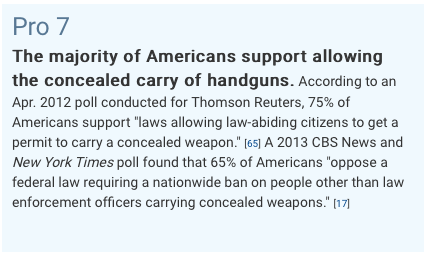 Pro 7
The majority of Americans support allowing
the concealed carry of handguns. According to an
Apr. 2012 poll conducted for Thomson Reuters, 75% of
Americans support "laws allowing law-abiding citizens to get a
permit to carry a concealed weapon." [65] A 2013 CBS News and
New York Times poll found that 65% of Americans "oppose a
federal law requiring a nationwide ban on people other than law
enforcement officers carrying concealed weapons." [17]